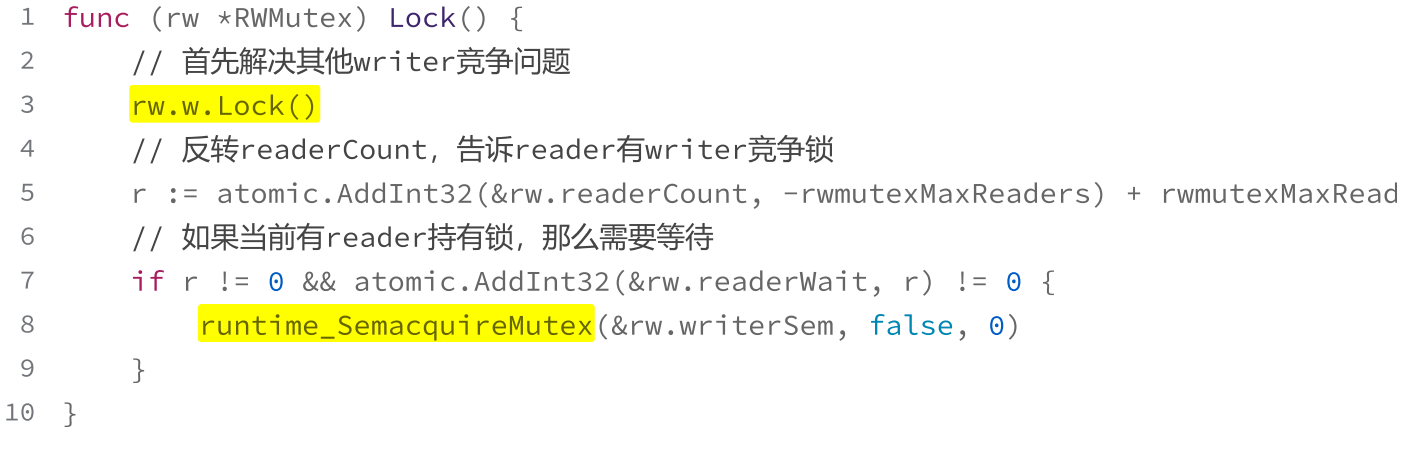 1 func (rw *RWMutex) Lock() {
2 // 首先解决其他writer竞争问题
3 rw.w.Lock()
4 // 反转readerCount，告诉reader有writer竞争锁
5 r := atomic.AddInt32(&rw.readerCount, -rwmutexMaxReaders) + rwmutexMaxRead
6 // 如果当前有reader持有锁，那么需要等待
7 if r != 0 && atomic.AddInt32(&rw.readerWait, r) != 0 {
8 runtime_SemacquireMutex(&rw.writerSem, false, 0)
9 }
10 }